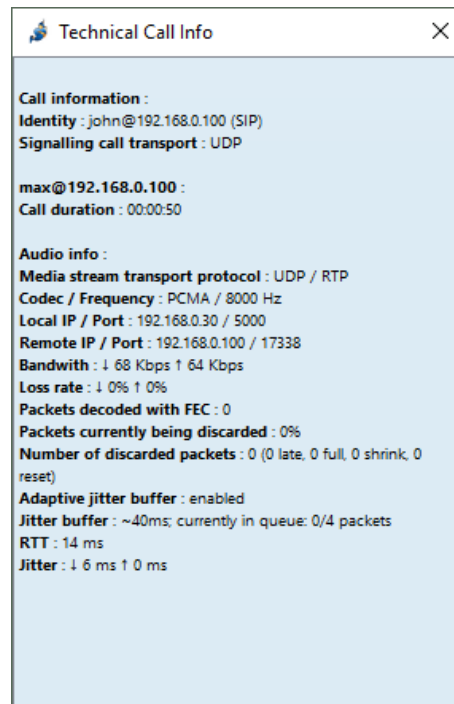 Technical Call Info
Call information :
Identity : john@192.168.0.100 (SIP)
Signalling call transport : UDP
max@192.168.0.100 :
Call duration : 00:00:50
Audio info :
Media stream transport protocol : UDP / RTP
Codec / Frequency : PCMA / 8000 Hz
Local IP / Port : 192.168.0.30 / 5000
Remote IP / Port : 192.168.0.100 / 17338
Bandwith : ↓ 68 Kbps ↑ 64 Kbps
Loss rate : ↓ 0% ↑ 0%
Packets decoded with FEC : 0
Packets currently being discarded : 0%
Number of discarded packets : 0 (0 late, 0 full, 0 shrink, 0
reset)
Adaptive jitter buffer : enabled
Jitter buffer : ~40ms; currently in queue: 0/4 packets
RTT : 14 ms
Jitter : ↓ 6 ms ↑ 0 ms